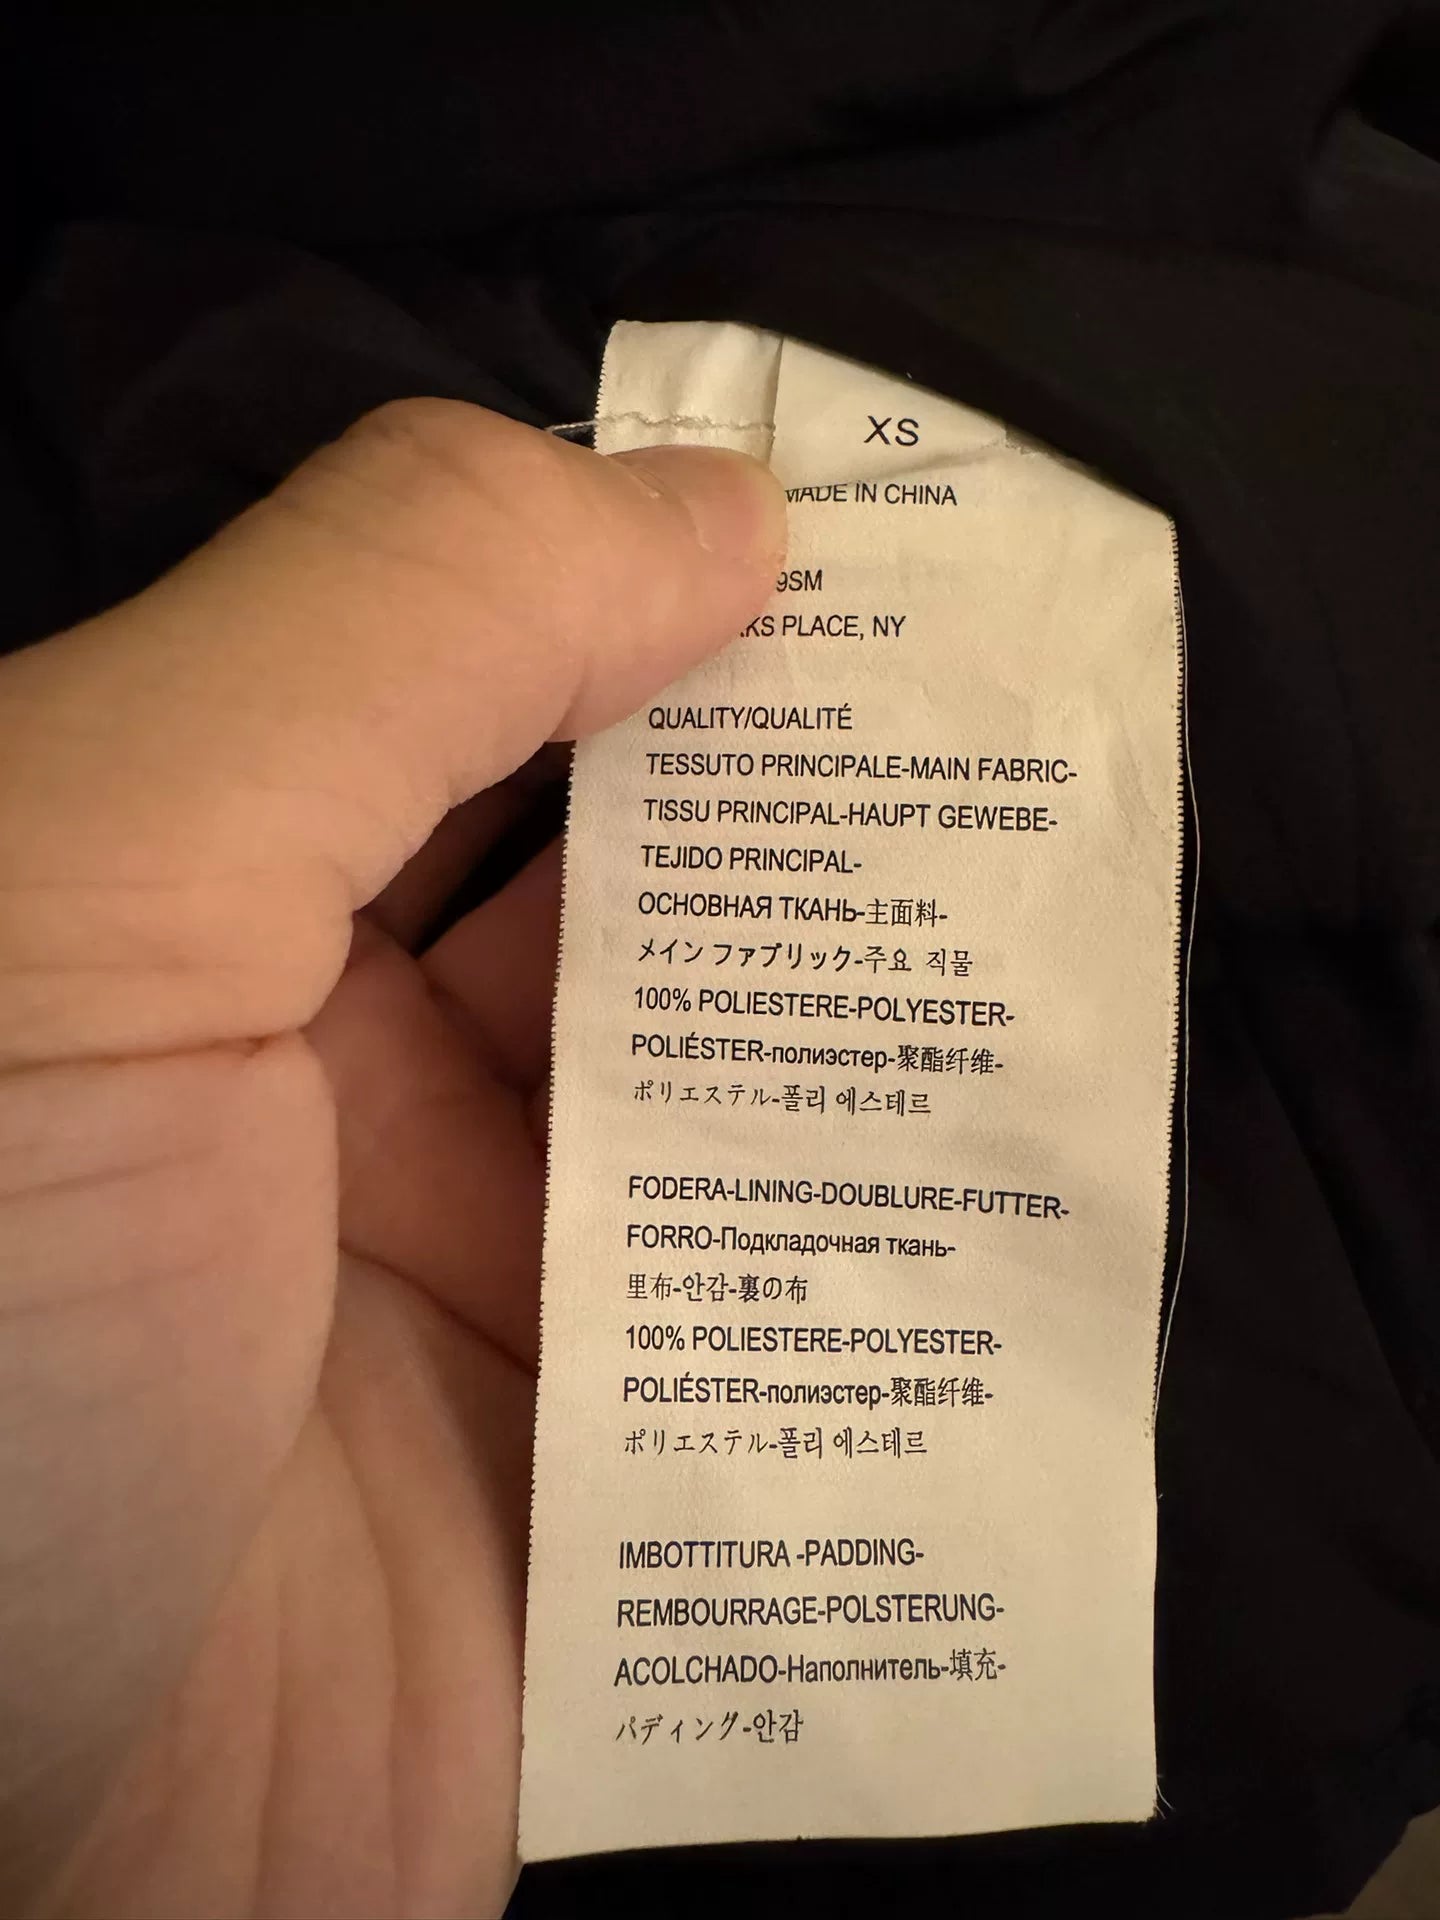 XS
MADE IN CHINA
9SM
PLACE, NY
QUALITY/QUALITÉ
TESSUTO PRINCIPALE-MAIN FABRIC-
TISSU PRINCIPAL-HAUPT GEWEBE-
TEJIDO PRINCIPAL-
ОСНОВНАЯ ТКАНЬ-主面料-
メイン ファブリック-주요 직물
100% POLIESTERE-POLYESTER-
POLIÉSTER-полиэстер-聚酯纤维-
ポリエステル-폴리 에스테르
FODERA-LINING-DOUBLURE-FUTTER-
FORRO-Подкладочная ткань-
里布-안감-裏の布
100% POLIESTERE-POLYESTER-
POLIÉSTER-полиэстер-聚酯纤维-
ポリエステル-폴리 에스테르
IMBOTTITURA -PADDING-
REMBOURRAGE-POLSTERUNG-
ACOLCHADO-Наполнитель-填充-
パディング-안감